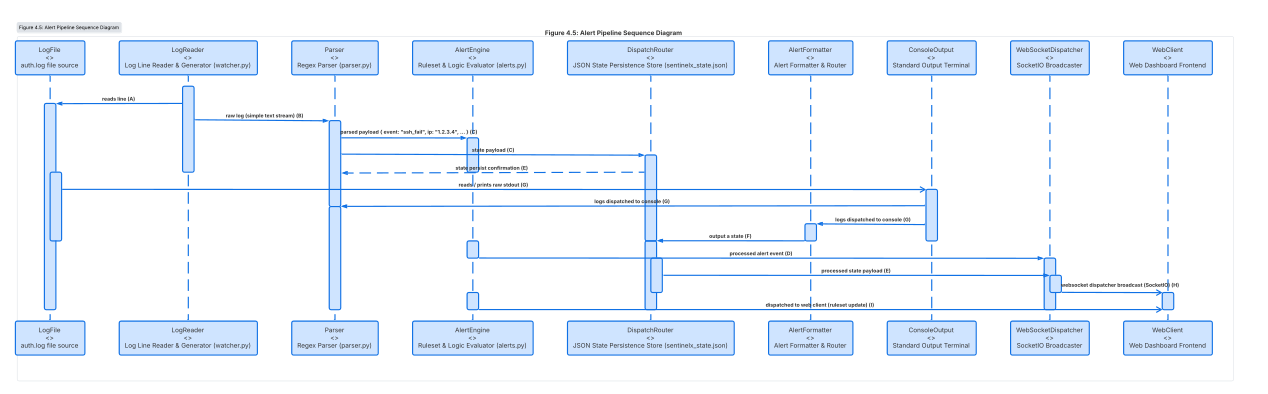 Figure 4.5: Alert Pipeline Sequence Diagram
Figure 4.5: Alert Pipeline Sequence Diagram
LogFile
<>
auth.log file source
LogReader
<>
Log Line Reader & Generator (watcher.py)
Parser
<>
Regex Parser (parser.py)
AlertEngine
<>
Ruleset & Logic Evaluator (alerts.py)
DispatchRouter
<>
JSON State Persistence Store (sentinelx_state.json)
AlertFormatter
<>
Alert Formatter & Router
ConsoleOutput
<>
Standard Output Terminal
WebSocketDispatcher
<>
SocketIO Broadcaster
WebClient
<>
Web Dashboard Frontend
reads line (A)
raw log (simple text stream) (B)
parsed payload { event: "ssh_fail", ip: "1.2.3.4", ... } (C)
state payload (C)
state persist confirmation (E)
reads / prints raw stdout (G)
logs dispatched to console (G)
logs dispatched to console (G)
output a state (F)
processed alert event (D)
processed state payload (E)
websocket dispatcher broadcast (SocketIO) (H)
dispatched to web client (ruleset update) (I)
LogFile
<>
auth.log file source
LogReader
<>
Log Line Reader & Generator (watcher.py)
Parser
<>
Regex Parser (parser.py)
AlertEngine
<>
Ruleset & Logic Evaluator (alerts.py)
DispatchRouter
<>
JSON State Persistence Store (sentinelx_state.json)
AlertFormatter
<>
Alert Formatter & Router
ConsoleOutput
<>
Standard Output Terminal
WebSocketDispatcher
<>
SocketIO Broadcaster
WebClient
<>
Web Dashboard Frontend